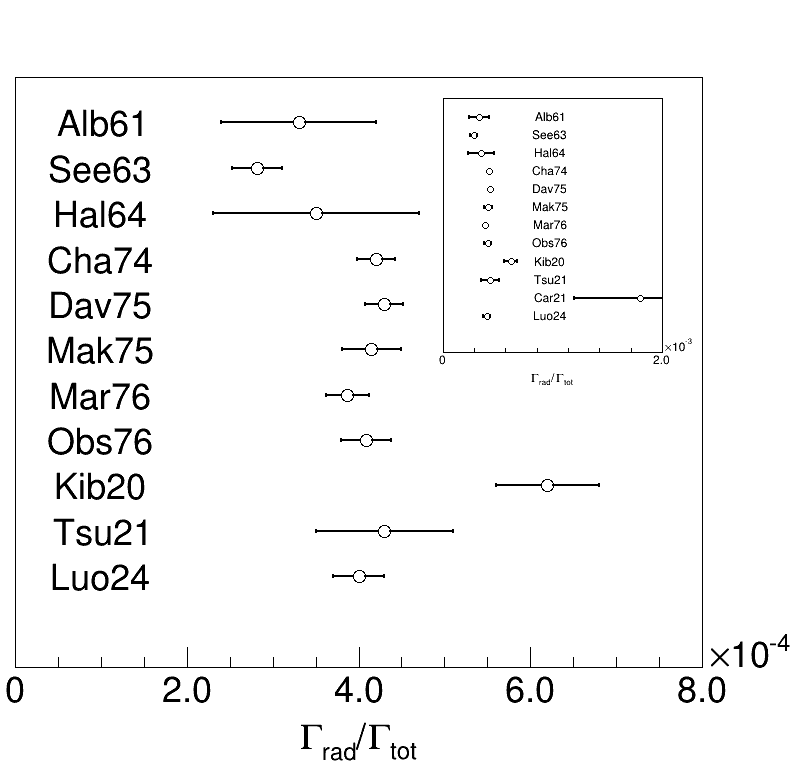 Alb61
See63
Hal64
Cha74
Dav75
Mak75
Mar76
Obs76
Kib20
Tsu21
Luo24
0 2.0 4.0 6.0 8.0
×10⁻⁴
Γrad/Γtot
Alb61
See63
Hal64
Cha74
Dav75
Mak75
Mar76
Obs76
Kib20
Tsu21
Car21
Luo24
0 2.0
×10⁻³
Γrad/Γtot